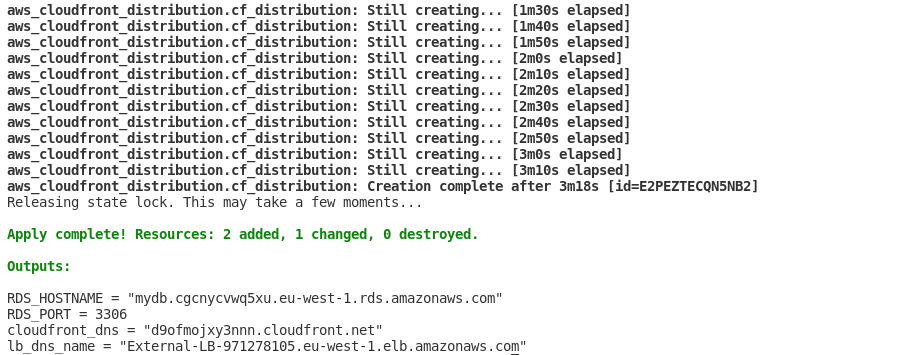 aws_cloudfront_distribution.cf_distribution: Still creating... [1m30s elapsed]
aws_cloudfront_distribution.cf_distribution: Still creating... [1m40s elapsed]
aws_cloudfront_distribution.cf_distribution: Still creating... [1m50s elapsed]
aws_cloudfront_distribution.cf_distribution: Still creating... [2m0s elapsed]
aws_cloudfront_distribution.cf_distribution: Still creating... [2m10s elapsed]
aws_cloudfront_distribution.cf_distribution: Still creating... [2m20s elapsed]
aws_cloudfront_distribution.cf_distribution: Still creating... [2m30s elapsed]
aws_cloudfront_distribution.cf_distribution: Still creating... [2m40s elapsed]
aws_cloudfront_distribution.cf_distribution: Still creating... [2m50s elapsed]
aws_cloudfront_distribution.cf_distribution: Still creating... [3m0s elapsed]
aws_cloudfront_distribution.cf_distribution: Still creating... [3m10s elapsed]
aws_cloudfront_distribution.cf_distribution: Creation complete after 3m18s [id=E2PEZTECQN5NB2]
Releasing state lock. This may take a few moments...
Apply complete! Resources: 2 added, 1 changed, 0 destroyed.
Outputs:
RDS_HOSTNAME = "mydb.cgcnycvwq5xu.eu-west-1.rds.amazonaws.com"
RDS_PORT = 3306
cloudfront_dns = "d9ofmojxy3nnn.cloudfront.net"
lb_dns_name = "External-LB-971278105.eu-west-1.elb.amazonaws.com"